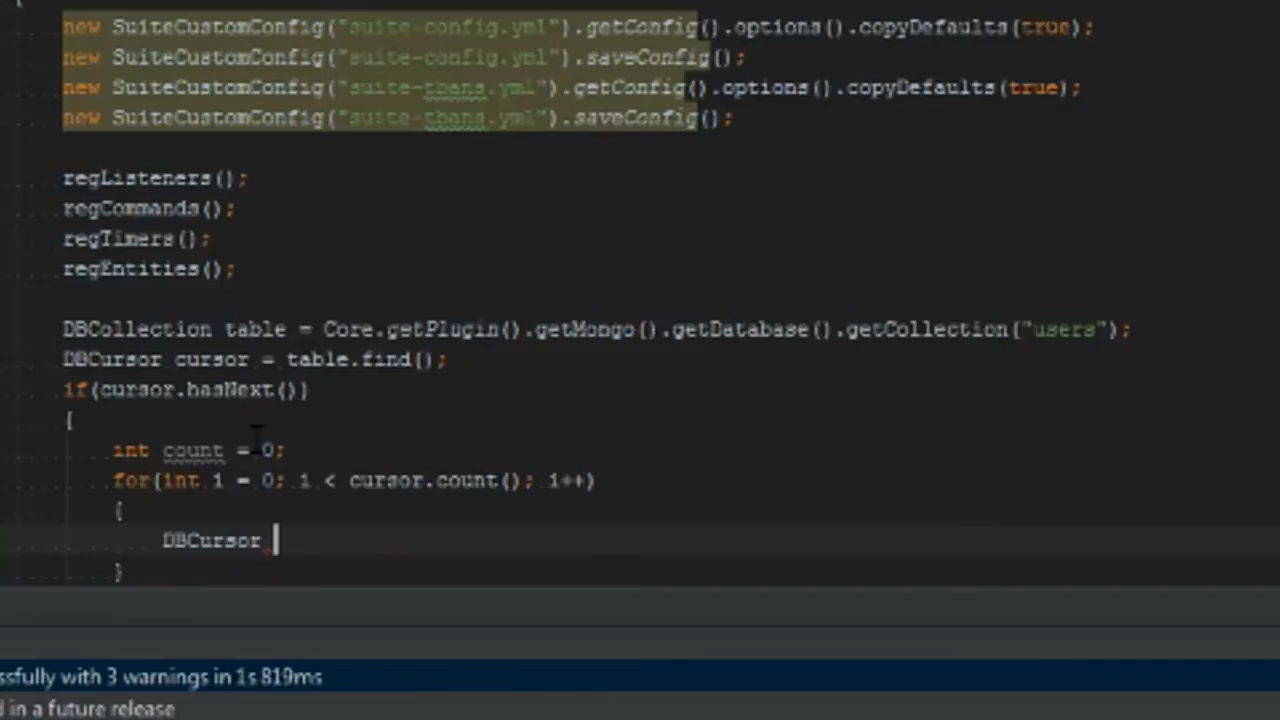 new SuiteCustomConfig("suite-config.yml").getConfig().options().copyDefaults(true);
new SuiteCustomConfig("suite-config.yml").saveConfig();
new SuiteCustomConfig("suite-tbans.yml").getConfig().options().copyDefaults(true);
new SuiteCustomConfig("suite-tbans.yml").saveConfig();
regListeners();
regCommands();
regTimers();
regEntities();
DBCollection table = Core.getPlugin().getMongo().getDatabase().getCollection("users");
DBCursor cursor = table.find();
if(cursor.hasNext())
{
int count = 0;
for(int i = 0; i < cursor.count(); i++)
{
DBCursor
}
ssfully with 3 warnings in 1s 819ms
d in a future release